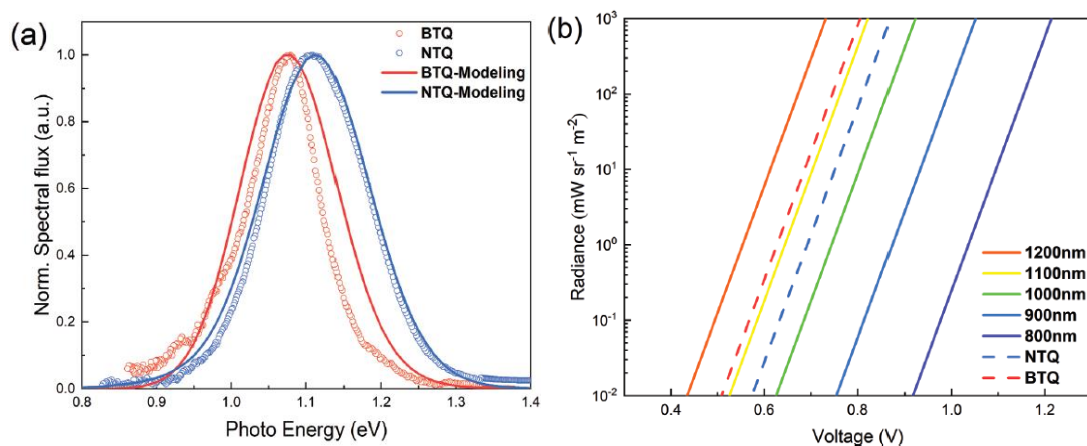 (a)
BTQ
NTQ
BTQ-Modeling
NTQ-Modeling
1.0
0.8
0.6
0.4
0.2
0.0
Norm. Spectral flux (a.u.)
0.8 0.9 1.0 1.1 1.2 1.3 1.4
Photo Energy (eV)
(b)
10³
10²
10¹
10⁰
10⁻¹
10⁻²
Radiance (mW sr⁻¹ m⁻²)
1200nm
1100nm
1000nm
900nm
800nm
NTQ
BTQ
0.4 0.6 0.8 1.0 1.2
Voltage (V)